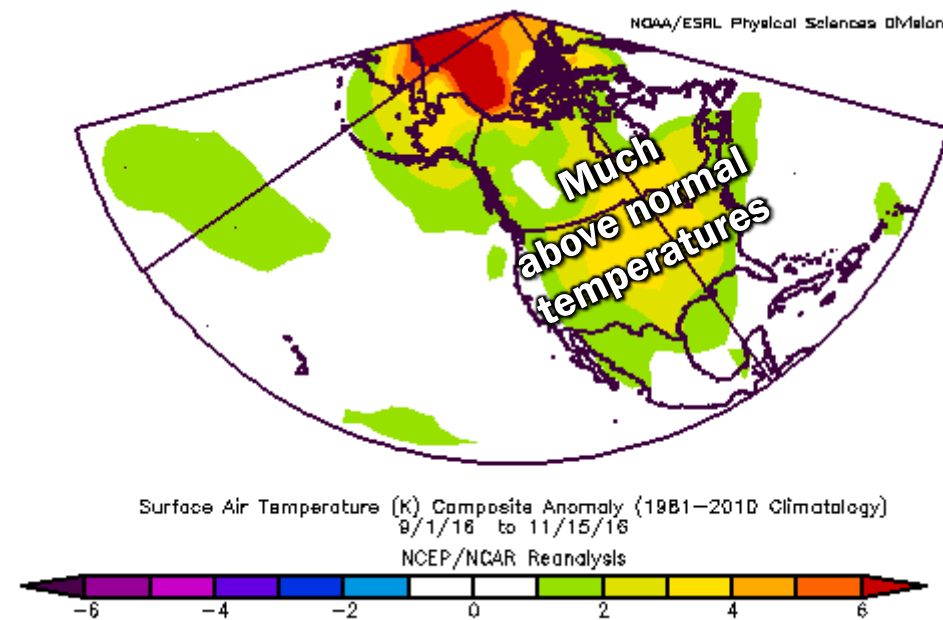 NOAA/ESRL Physical Sciences Division
Much
above normal
temperatures
Surface Air Temperature (K) Composite Anomaly (1981-2010 Climatology)
9/1/16 to 11/15/16
NCEP/NCAR Reanalysis
-6 -4 -2 0 2 4 6